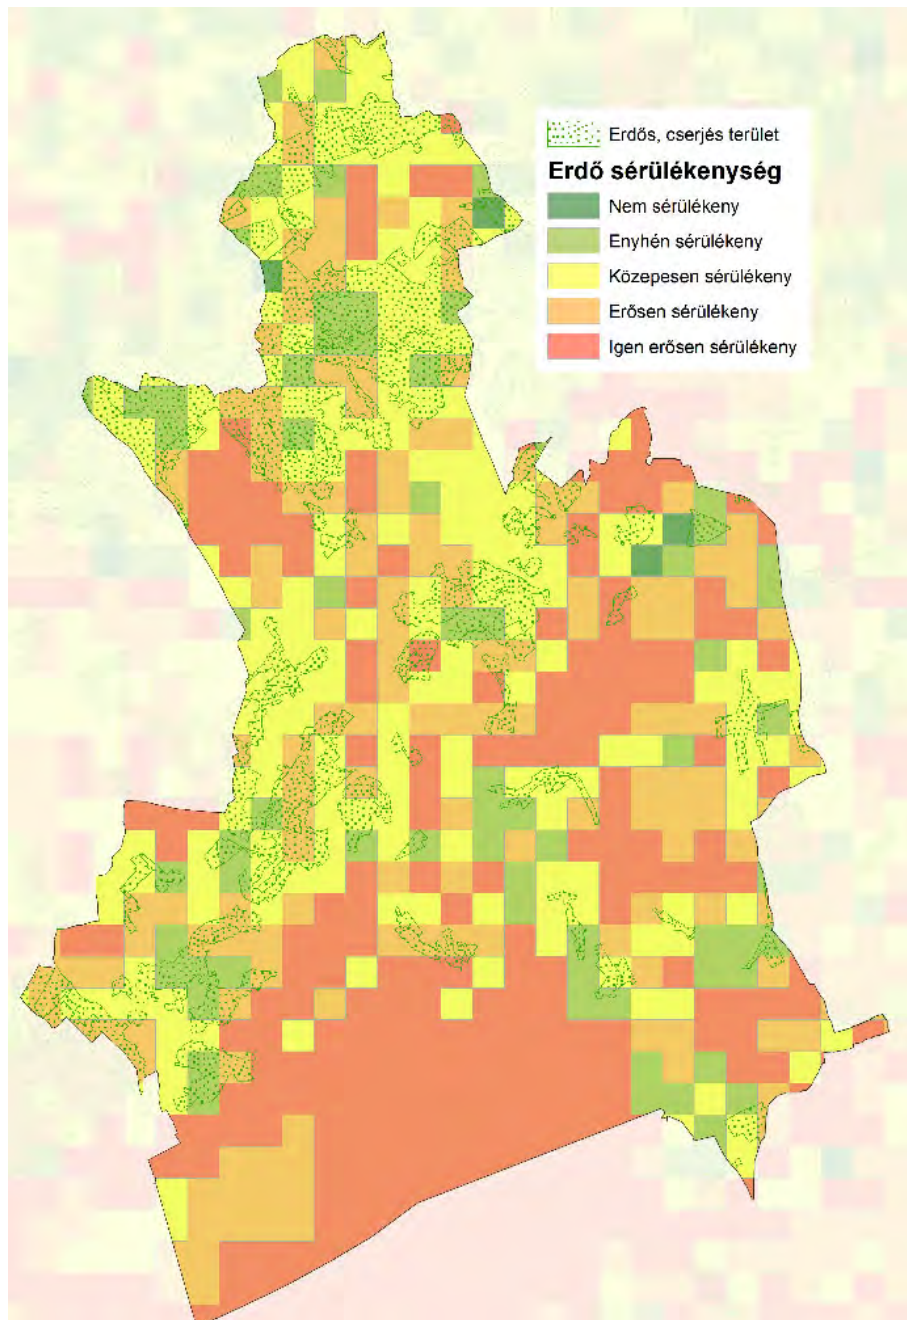 Erdős, cserjés terület
Erdő sérülékenység
Nem sérülékeny
Enyhén sérülékeny
Közepesen sérülékeny
Erősen sérülékeny
Igen erősen sérülékeny